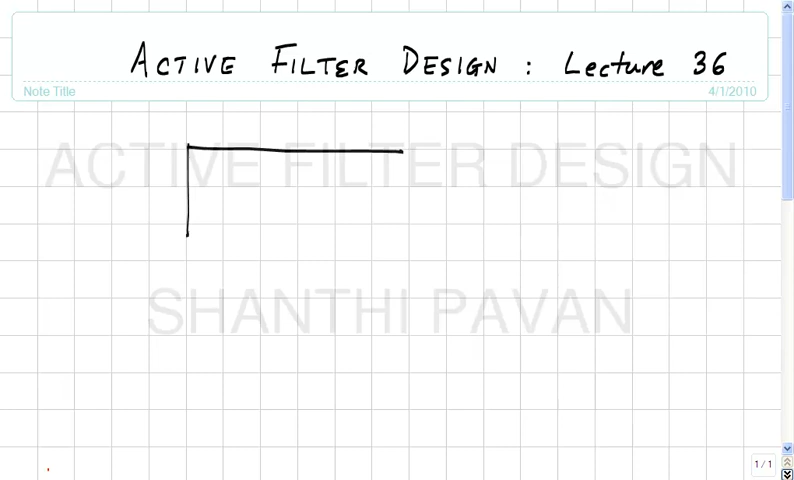 ACTIVE FILTER DESIGN : Lecture 36
Note Title
4/1/2010
ACTIVE FILTER DESIGN
SHANTHI PAVAN
1 / 1